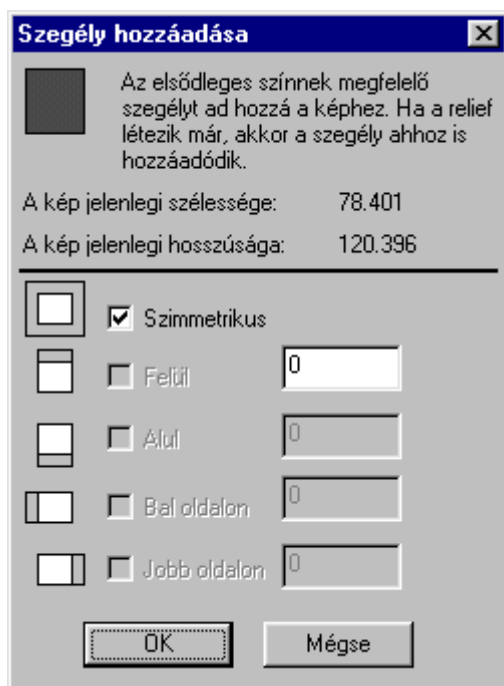 Szegély hozzáadása
Az elsődleges színnek megfelelő
szegélyt ad hozzá a képhez. Ha a relief
létezik már, akkor a szegély ahhoz is
hozzáadódik.
A kép jelenlegi szélessége: 78.401
A kép jelenlegi hosszúsága: 120.396
Szimmetrikus
Felül 0
Alul 0
Bal oldalon 0
Jobb oldalon 0
OK Mégse